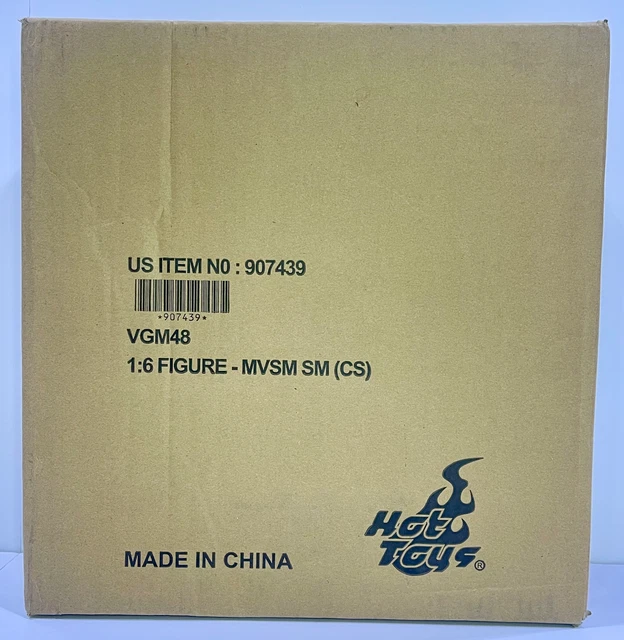 US ITEM N0 : 907439
*907439*
VGM48
1:6 FIGURE - MVSM SM (CS)
Hot
Toys®
MADE IN CHINA